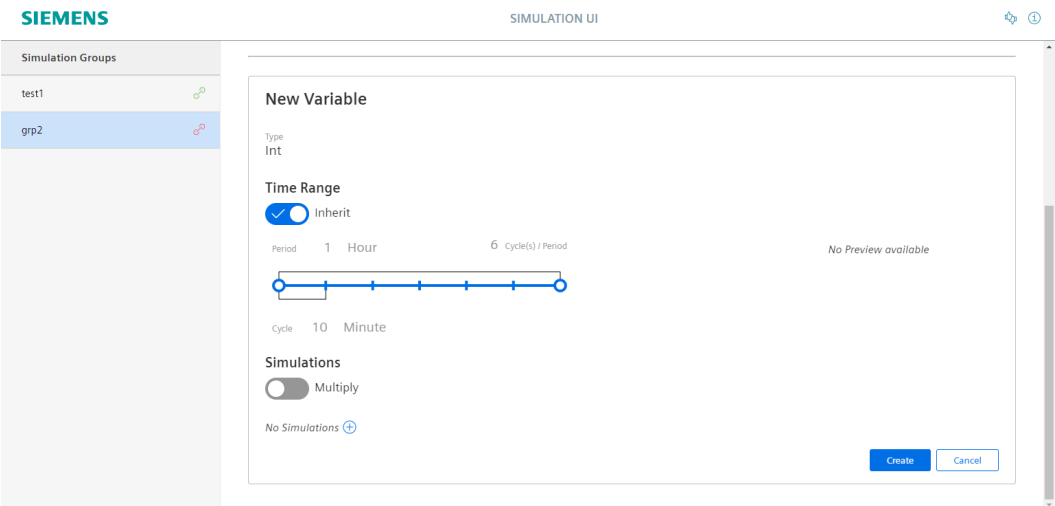 SIEMENS
SIMULATION UI
Simulation Groups
test1
grp2
New Variable
Type
Int
Time Range
Inherit
Period 1 Hour 6 Cycle(s) / Period
No Preview available
Cycle 10 Minute
Simulations
Multiply
No Simulations
Create Cancel